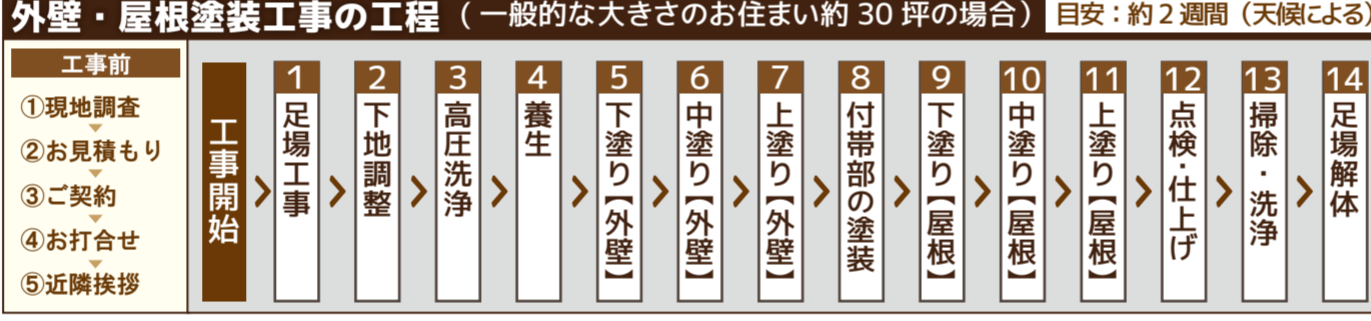 外壁・屋根塗装工事の工程（一般的な大きさのお住まい約30坪の場合） 目安：約2週間（天候による）
工事前
①現地調査
②お見積もり
③ご契約
④お打合せ
⑤近隣挨拶
工事開始
1
足場工事
2
下地調整
3
高圧洗浄
4
養生
5
下塗り【外壁】
6
中塗り【外壁】
7
上塗り【外壁】
8
付帯部の塗装
9
下塗り【屋根】
10
中塗り【屋根】
11
上塗り【屋根】
12
点検・仕上げ
13
掃除・洗浄
14
足場解体